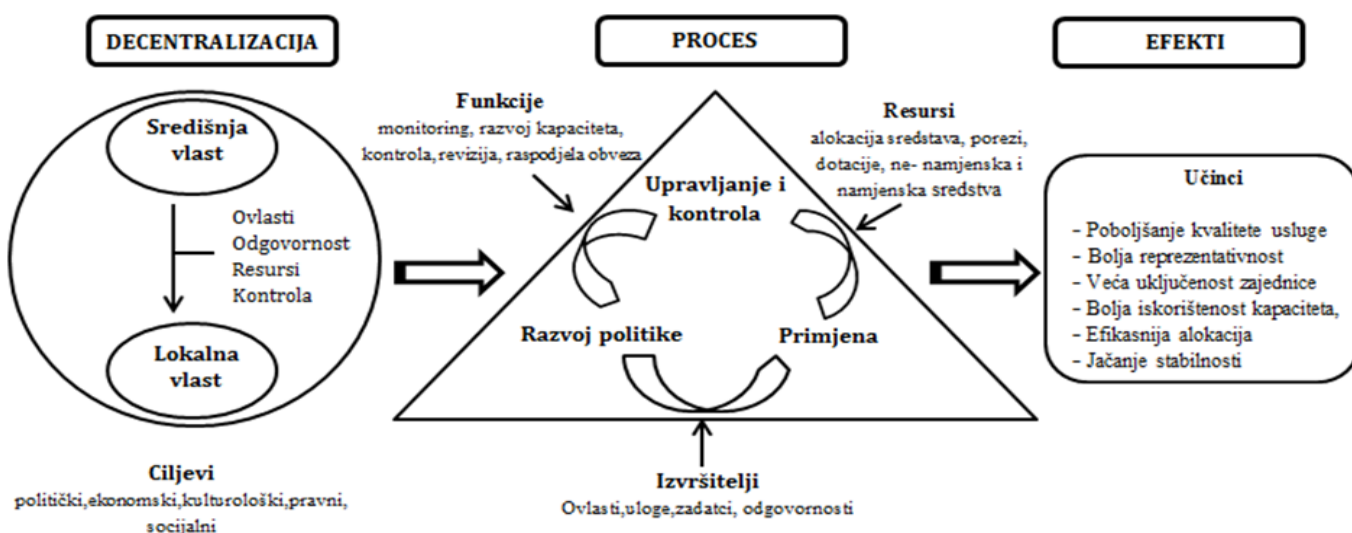 DECENTRALIZACIJA
Središnja
vlast
Ovlasti
Odgovornost
Resursi
Kontrola
Lokalna
vlast
Ciljevi
politički,ekonomski,kulturološki,pravni,
socijalni
PROCES
Funkcije
monitoring, razvoj kapaciteta,
kontrola, revizija, raspodjela obveza
Resursi
alokacija sredstava, porezi,
dotacije, ne- namjenska i
namjenska sredstva
Upravljanje i
kontrola
Razvoj politike
Primjena
Izvršitelji
Ovlasti,uloge,zadatci, odgovornosti
EFEKTI
Učinci
- Poboljšanje kvalitete usluge
- Bolja reprezentativnost
- Veća uključenost zajednice
- Bolja iskorištenost kapaciteta,
- Efikasnija alokacija
- Jačanje stabilnosti